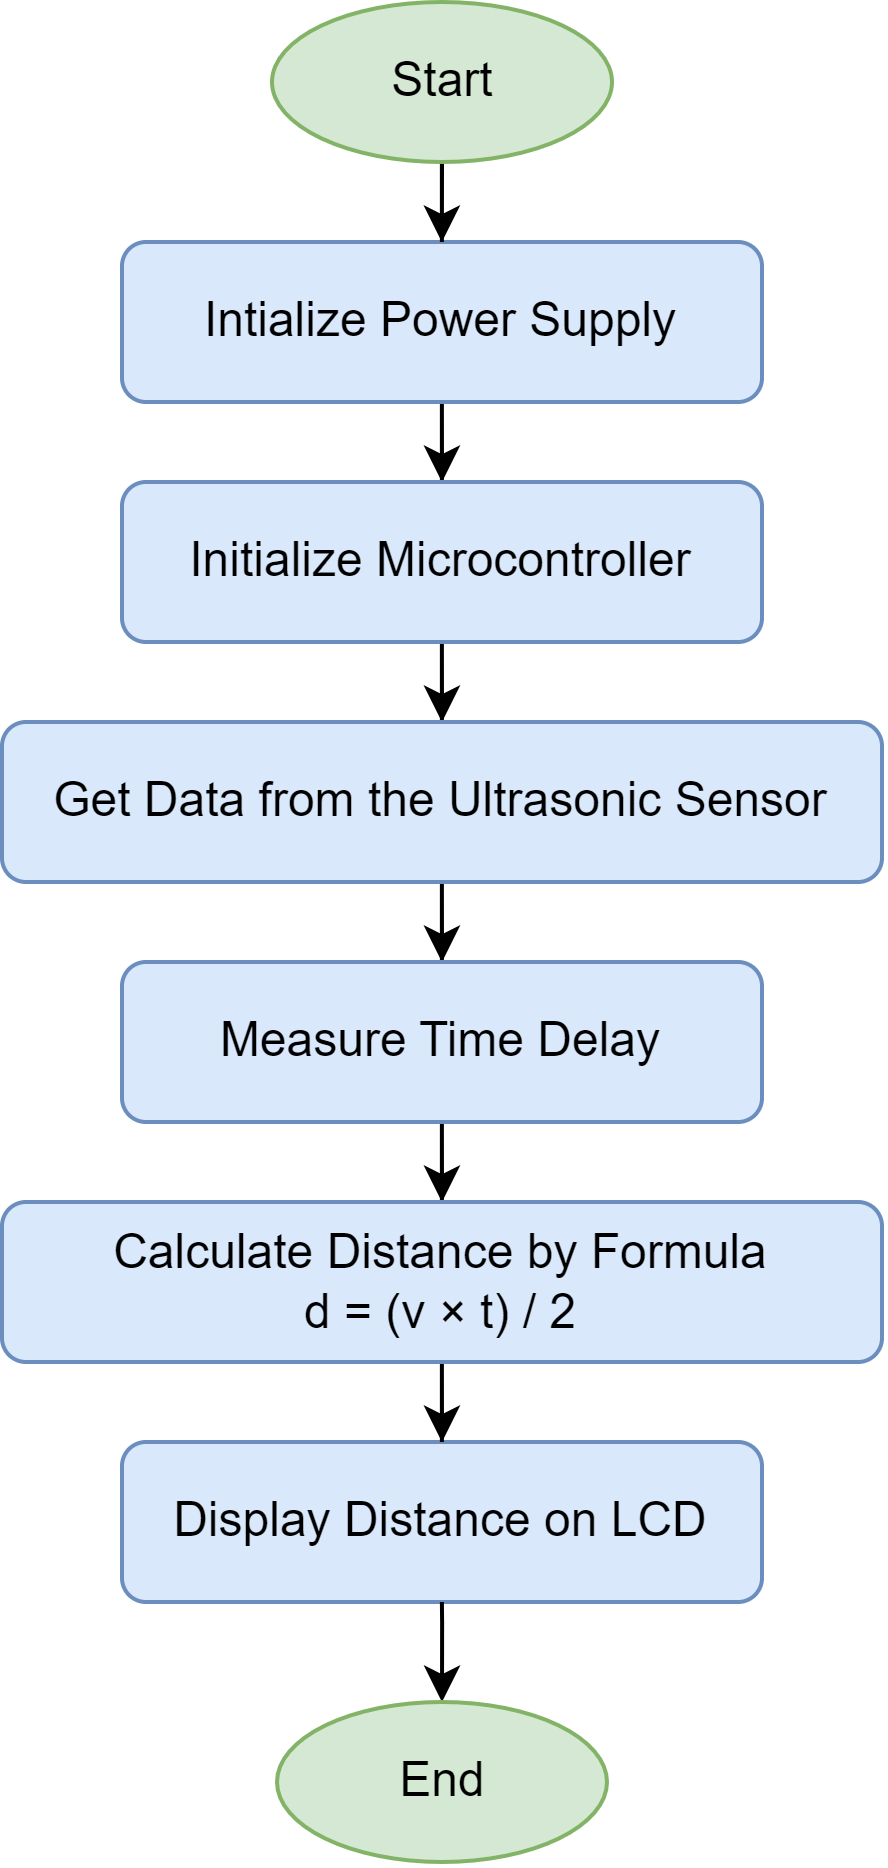 Start
Intialize Power Supply
Initialize Microcontroller
Get Data from the Ultrasonic Sensor
Measure Time Delay
Calculate Distance by Formula
d = (v × t) / 2
Display Distance on LCD
End